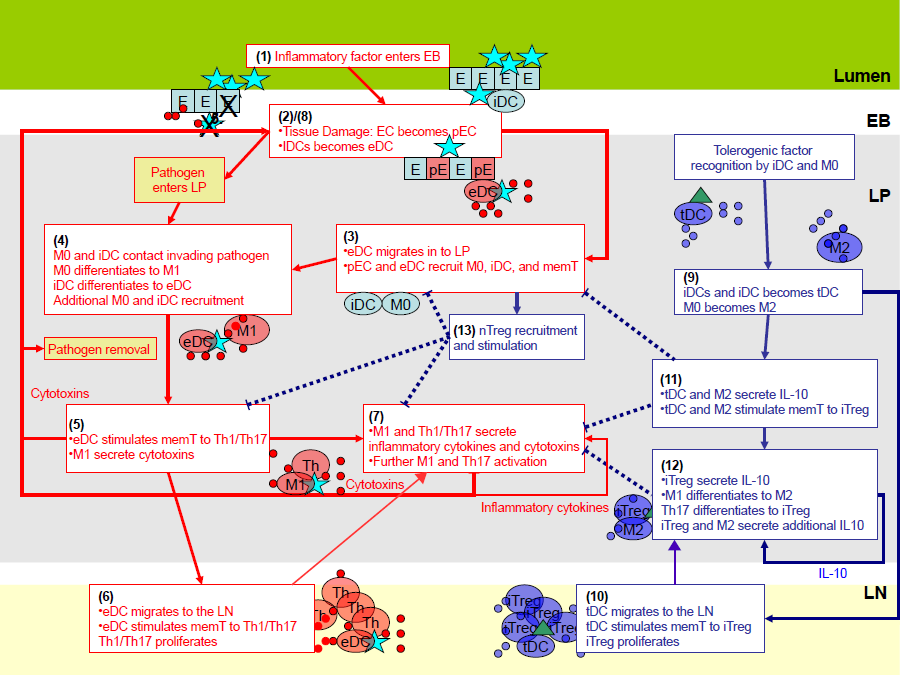 (1) Inflammatory factor enters EB
E E E E
iDC
Lumen
E E E
EB
(2)/(8)
•Tissue Damage: EC becomes pEC
•IDCs becomes eDC
E pE E pE
eDC
Tolerogenic factor
recognition by iDC and M0
Pathogen
enters LP
LP
tDC
M2
(4)
M0 and iDC contact invading pathogen
M0 differentiates to M1
iDC differentiates to eDC
Additional M0 and iDC recruitment
(3)
•eDC migrates in to LP
•pEC and eDC recruit M0, iDC, and memT
iDC M0
(9)
iDCs and iDC becomes tDC
M0 becomes M2
eDC M1
(13) nTreg recruitment
and stimulation
Pathogen removal
Cytotoxins
(11)
•tDC and M2 secrete IL-10
•tDC and M2 stimulate memT to iTreg
(5)
•eDC stimulates memT to Th1/Th17
•M1 secrete cytotoxins
(7)
•M1 and Th1/Th17 secrete
inflammatory cytokines and cytotoxins
•Further M1 and Th17 activation
Th
M1
Cytotoxins
Inflammatory cytokines
(12)
•iTreg secrete IL-10
•M1 differentiates to M2
Th17 differentiates to iTreg
iTreg and M2 secrete additional IL10
iTreg
M2
IL-10
LN
(6)
•eDC migrates to the LN
•eDC stimulates memT to Th1/Th17
Th1/Th17 proliferates
Th
Th
Th
Th
eDC
iTreg
iTreg
iTreg iTreg
tDC
(10)
tDC migrates to the LN
tDC stimulates memT to iTreg
iTreg proliferates